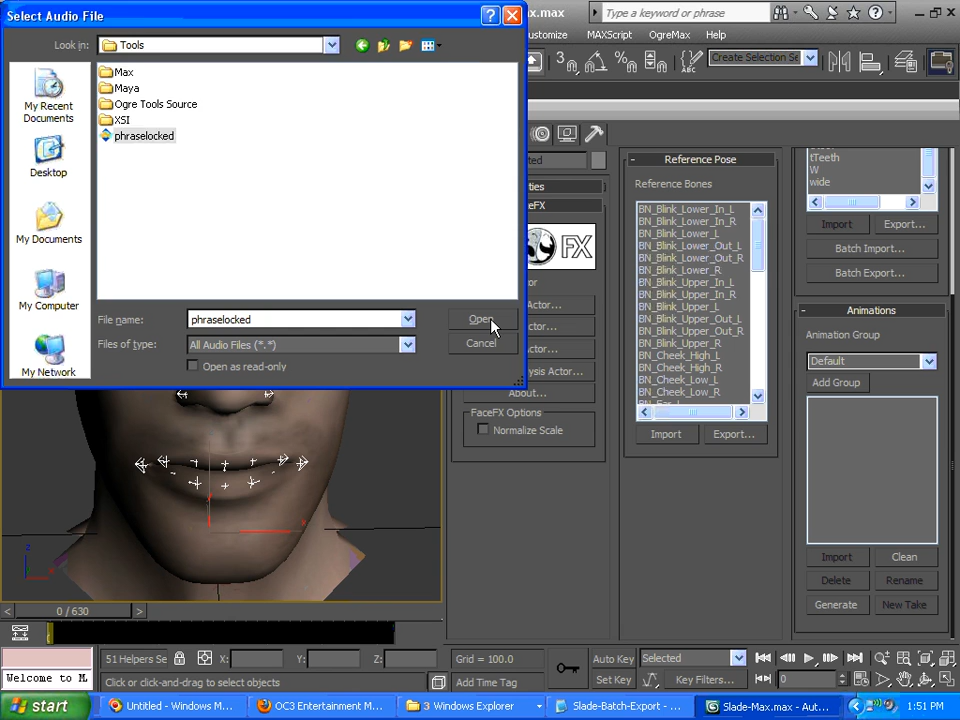 Select Audio File
?
.max.max
Type a keyword or phrase
Look in:
Tools
ustomize
MAXScript
OgreMax
Help
3
Create Selection Se
My Recent
Documents
Desktop
My Documents
My Computer
My Network
Max
Maya
Ogre Tools Source
XSI
phraselocked
File name:
phraselocked
Open
Files of type:
All Audio Files (*.*)
Cancel
Open as read-only
FX
ctor...
alysis Actor...
About...
FaceFX Options
Normalize Scale
Reference Pose
Reference Bones
BN_Blink_Lower_In_L
BN_Blink_Lower_In_R
BN_Blink_Lower_L
BN_Blink_Lower_Out_L
BN_Blink_Lower_Out_R
BN_Blink_Lower_R
BN_Blink_Upper_In_L
BN_Blink_Upper_In_R
BN_Blink_Upper_L
BN_Blink_Upper_Out_L
BN_Blink_Upper_Out_R
BN_Blink_Upper_R
BN_Cheek_High_L
BN_Cheek_High_R
BN_Cheek_Low_L
BN_Cheek_Low_R
Import
Export...
tTeeth
W
wide
Import
Export...
Batch Import...
Batch Export...
Animations
Animation Group
Default
Add Group
Import
Clean
Delete
Rename
Generate
New Take
0 / 630
51 Helpers Se
X:
Y:
Z:
Grid = 100.0
Auto Key
Selected
Welcome to M
Click or click-and-drag to select objects
Add Time Tag
Set Key
Key Filters...
0
start
Untitled - Windows M...
OC3 Entertainment M...
3 Windows Explorer
Slade-Batch-Export - ...
Slade-Max.max - Aut...
1:51 PM